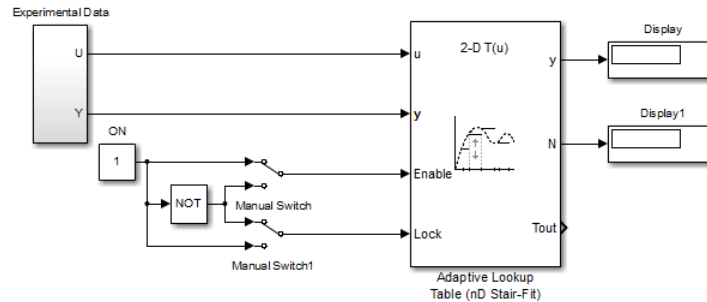 Experimental Data
U
Y
ON
1
NOT
Manual Switch
Manual Switch1
u
2-D T(u)
y
y
N
Enable
Lock
Tout
Adaptive Lookup
Table (nD Stair-Fit)
Display
Display1